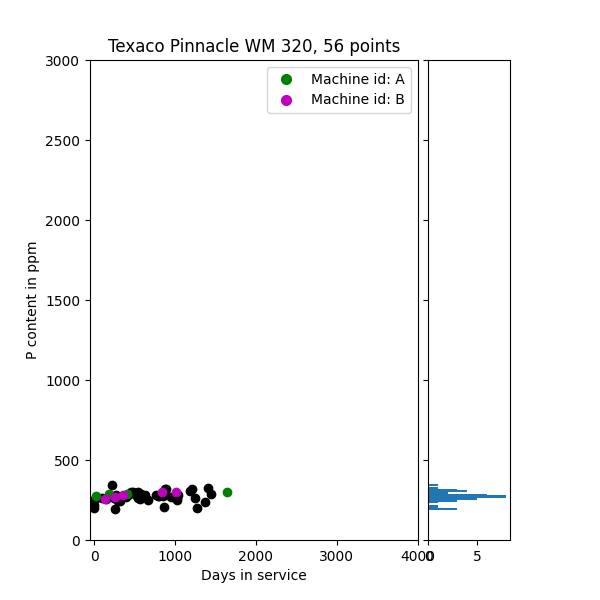 Texaco Pinnacle WM 320, 56 points
Machine id: A
Machine id: B
P content in ppm
3000
2500
2000
1500
1000
500
0
0 1000 2000 3000 4000
0 5
Days in service